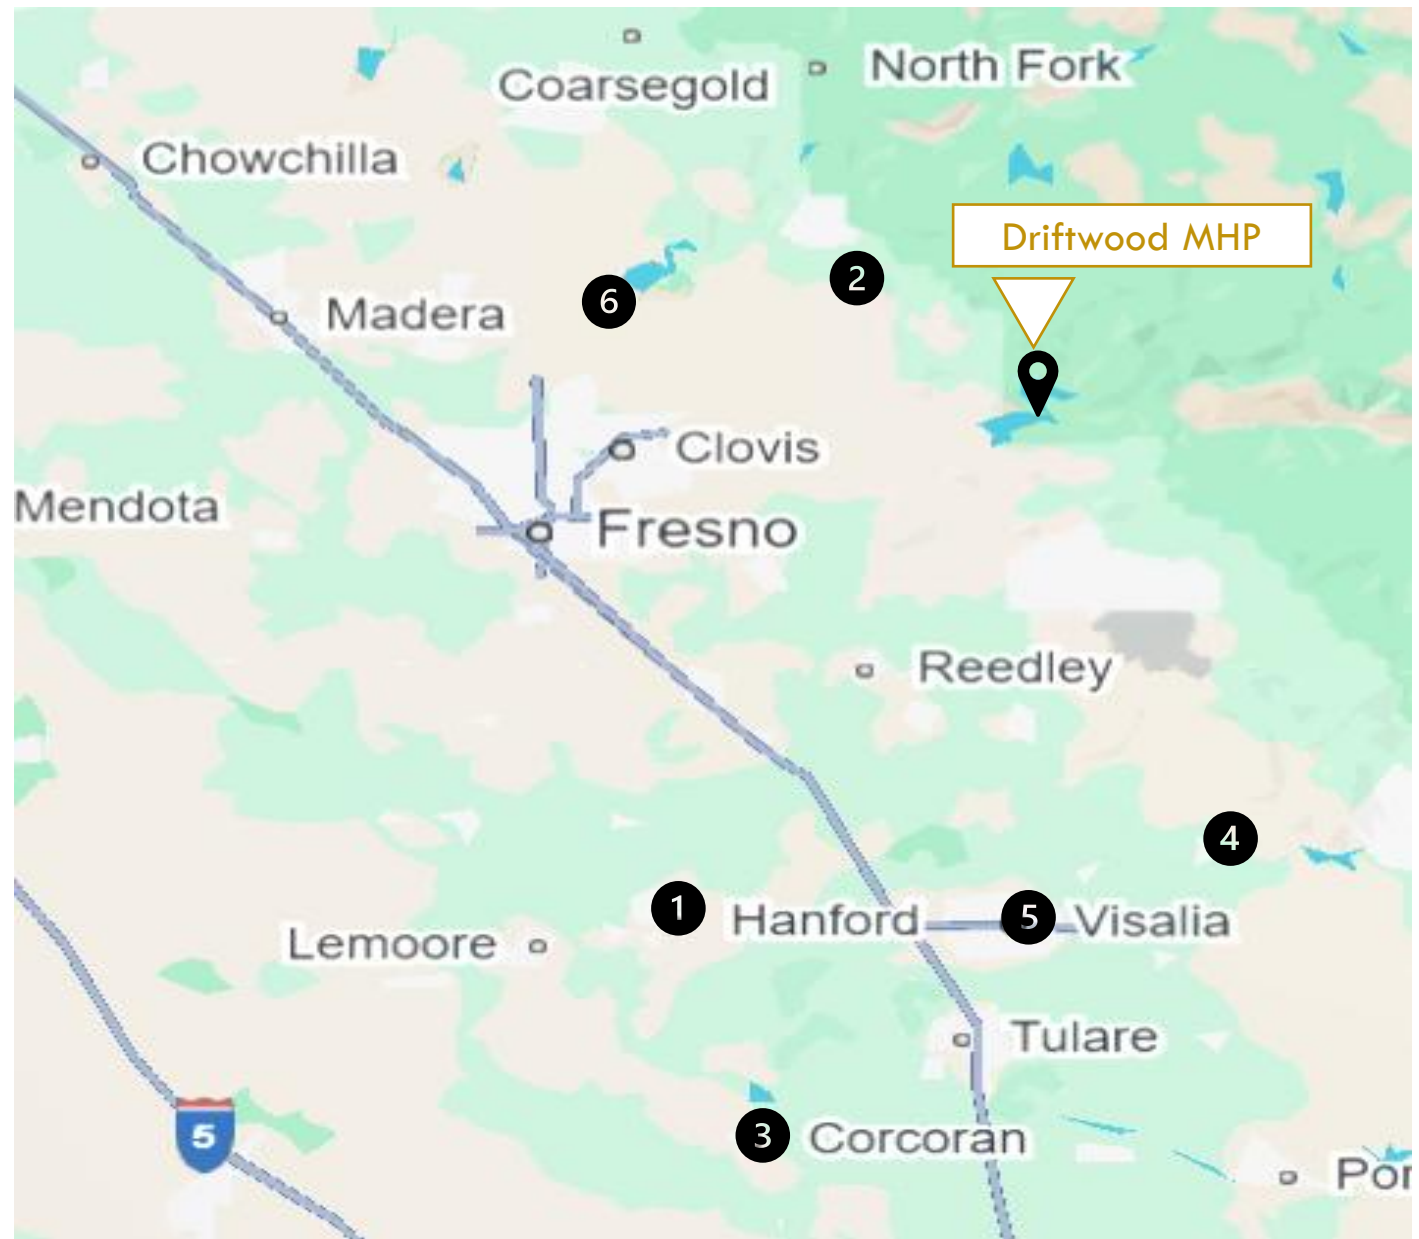 Coarsegold
North Fork
Chowchilla
Driftwood MHP
2
6
Madera
Clovis
Mendota
Fresno
Reedley
4
1
Hanford
5
Visalia
Lemoore
Tulare
5
3
Corcoran
Por